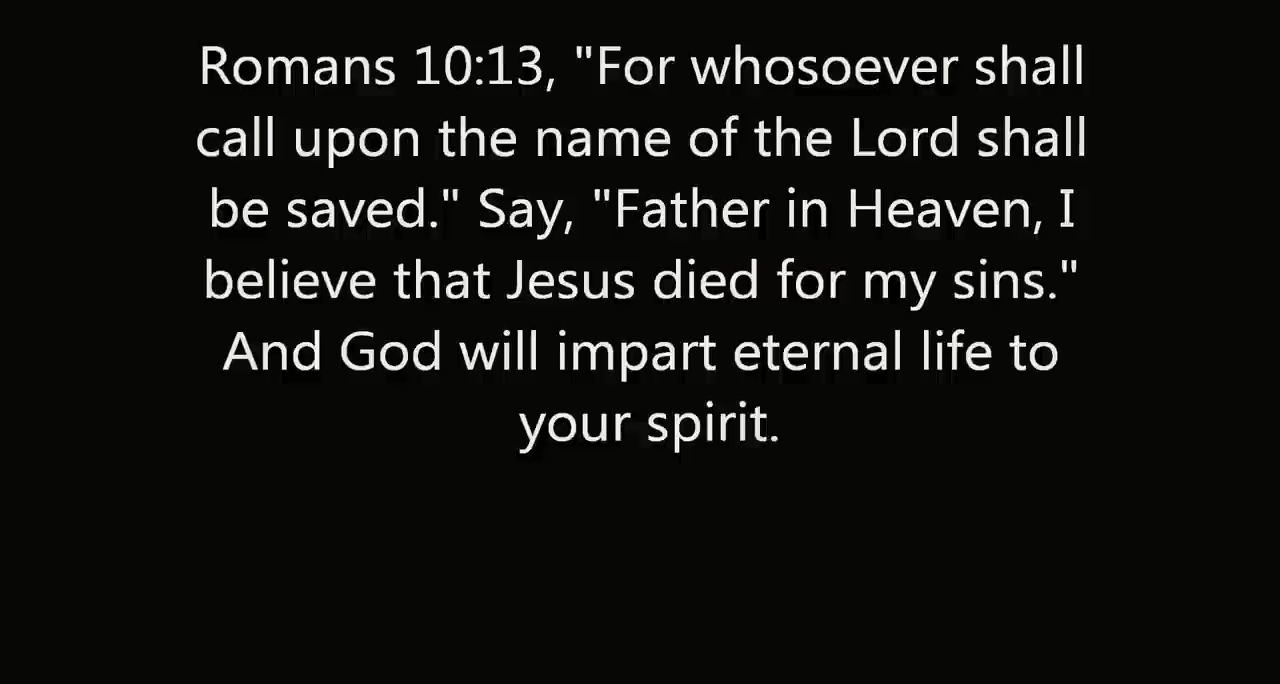 Romans 10:13, "For whosoever shall
call upon the name of the Lord shall
be saved." Say, "Father in Heaven, I
believe that Jesus died for my sins."
And God will impart eternal life to
your spirit.